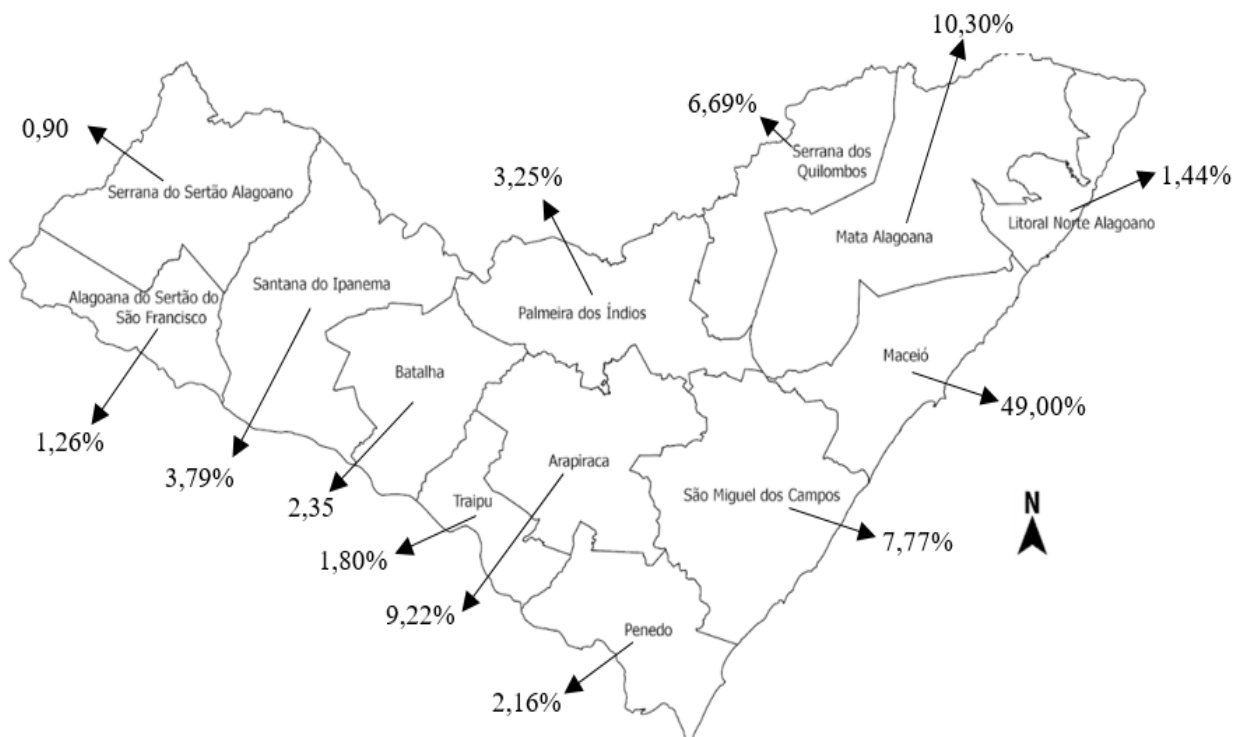 10,30%
6,69%
0,90
Serrana dos
Quilombos
3,25%
1,44%
Serrana do Sertão Alagoano
Litoral Norte Alagoano
Mata Alagoana
Santana do Ipanema
Alagoana do Sertão do
São Francisco
Palmeira dos Índios
Maceió
Batalha
49,00%
1,26%
Arapiraca
3,79%
São Miguel dos Campos
2,35
Traipu
N
7,77%
1,80%
9,22%
Penedo
2,16%